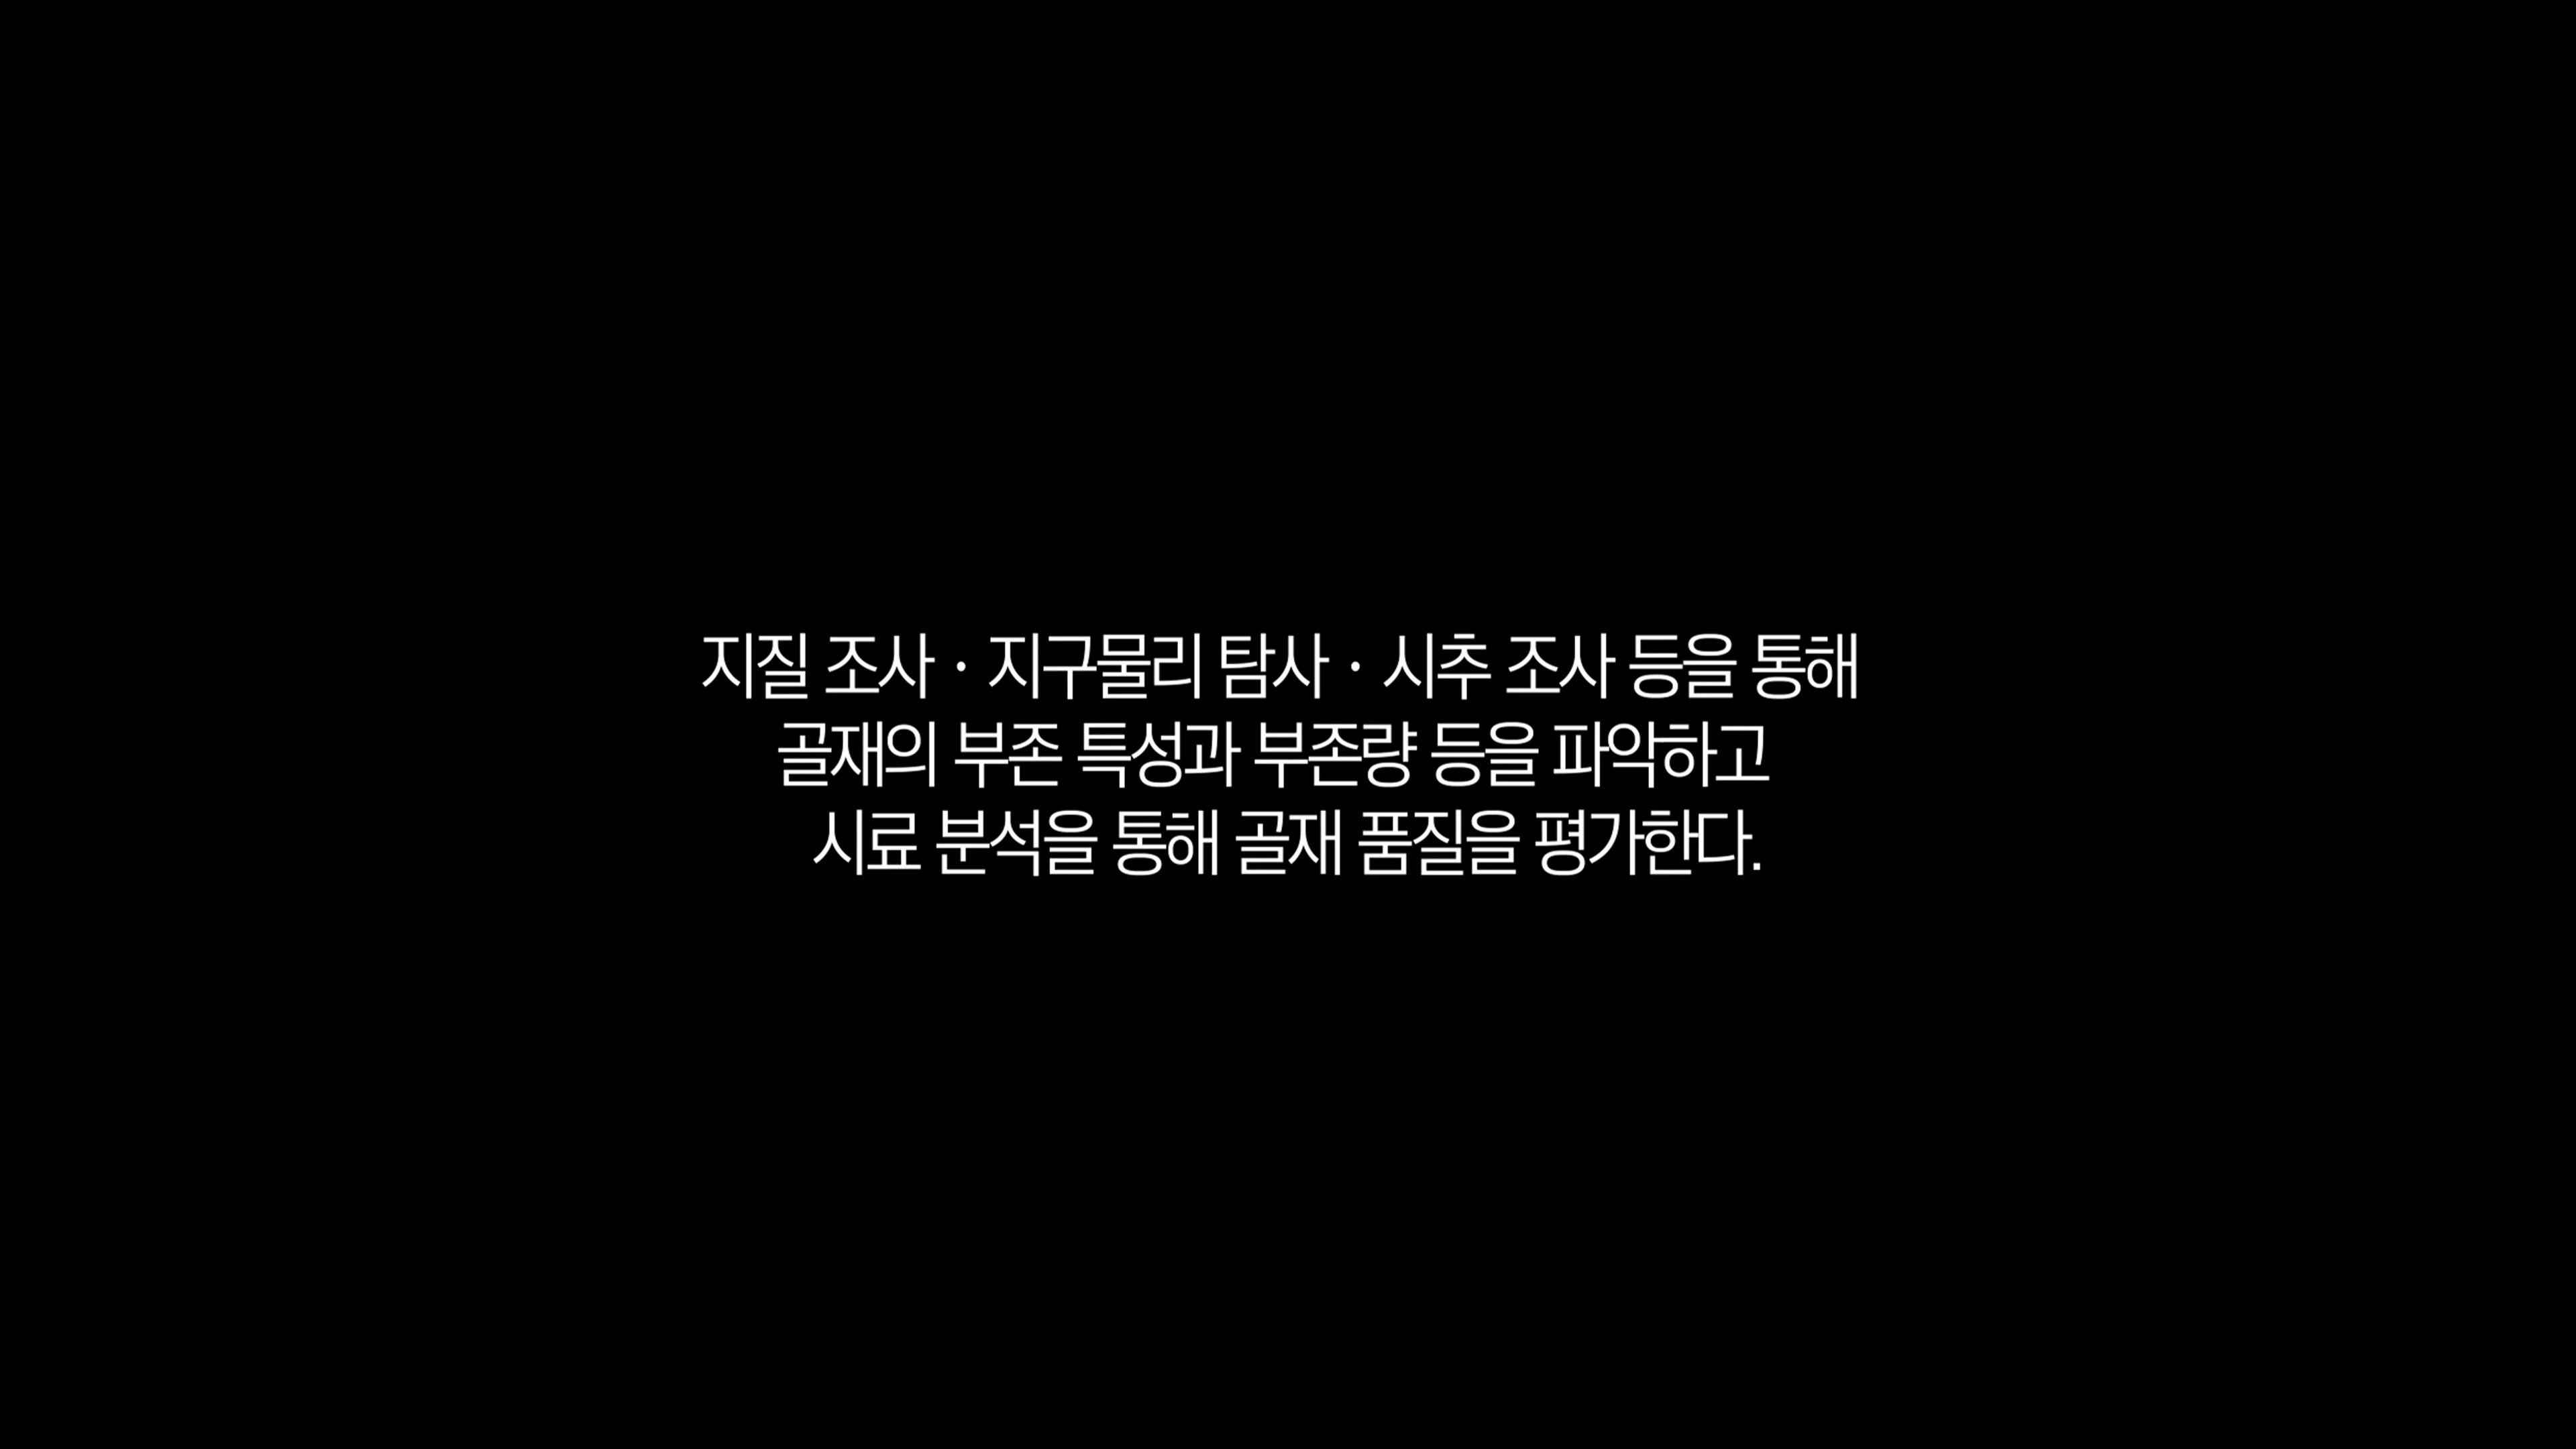 지질 조사 · 지구물리 탐사 · 시추 조사 등을 통해
골재의 부존 특성과 부존량 등을 파악하고
시료 분석을 통해 골재 품질을 평가한다.